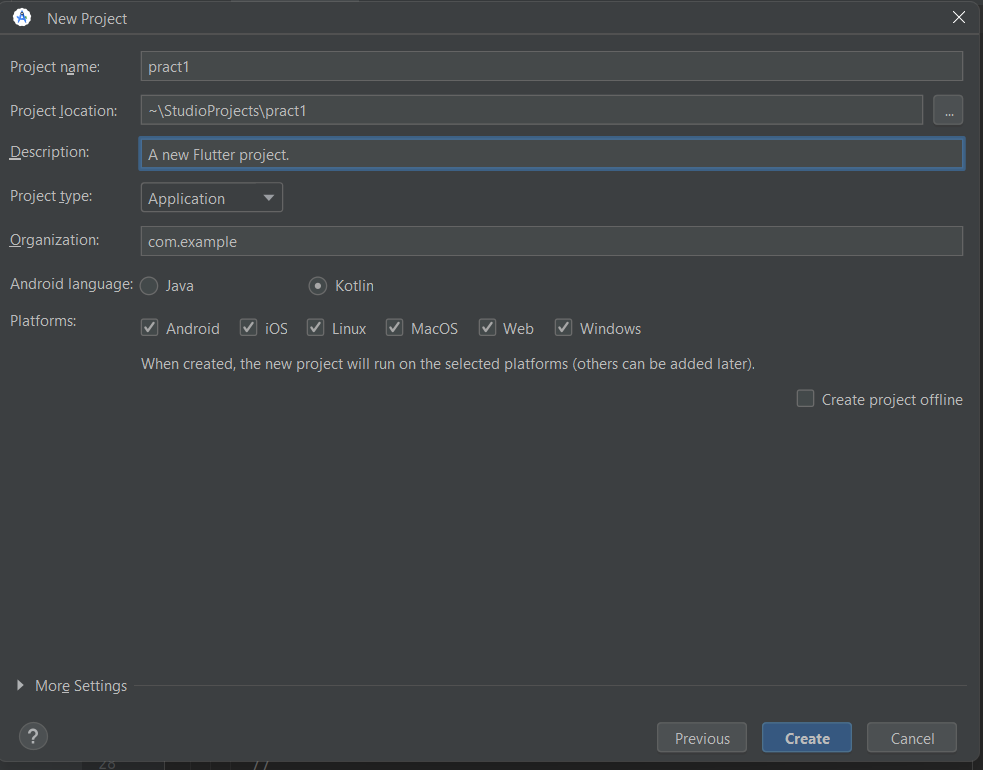 New Project
Project name: pract1
Project location: ~\StudioProjects\pract1 ...
Description: A new Flutter project.
Project type: Application
Organization: com.example
Android language: Java Kotlin
Platforms: Android iOS Linux MacOS Web Windows
When created, the new project will run on the selected platforms (others can be added later).
Create project offline
More Settings
? Previous Create Cancel
28 //